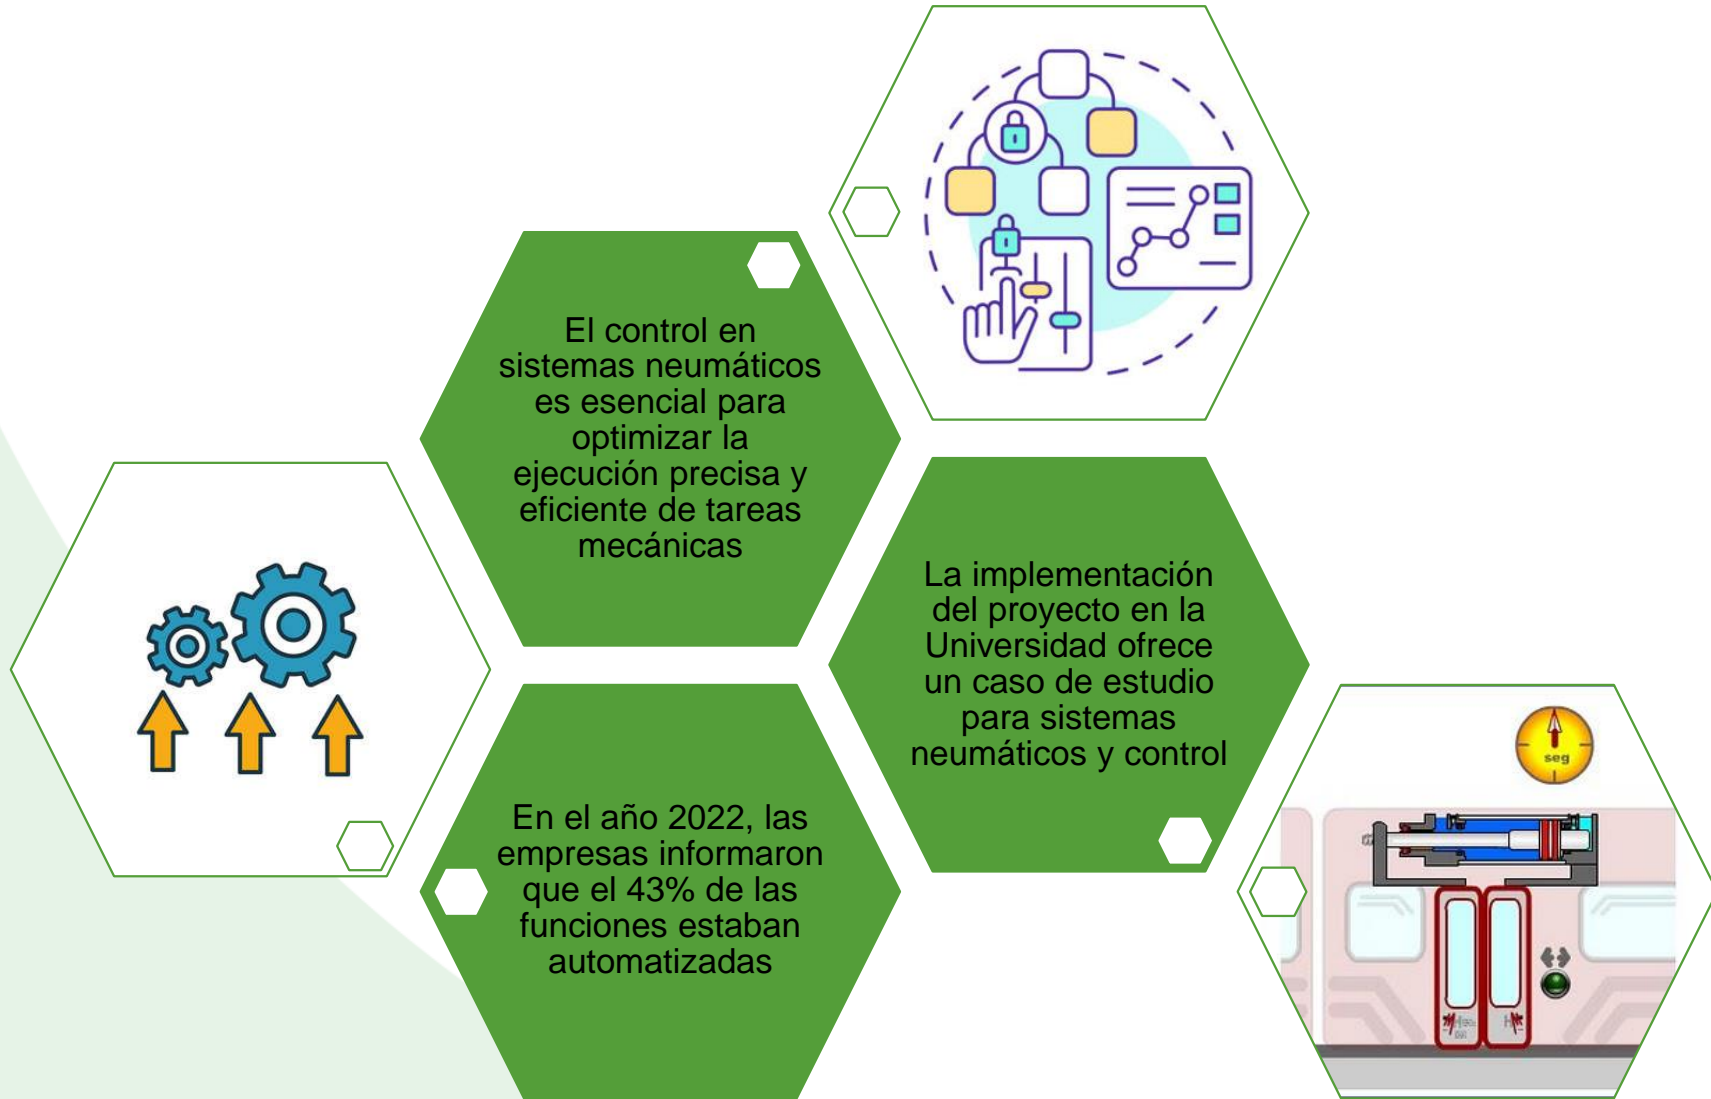 El control en
sistemas neumáticos
es esencial para
optimizar la
ejecución precisa y
eficiente de tareas
mecánicas
La implementación
del proyecto en la
Universidad ofrece
un caso de estudio
para sistemas
neumáticos y control
En el año 2022, las
empresas informaron
que el 43% de las
funciones estaban
automatizadas
seg